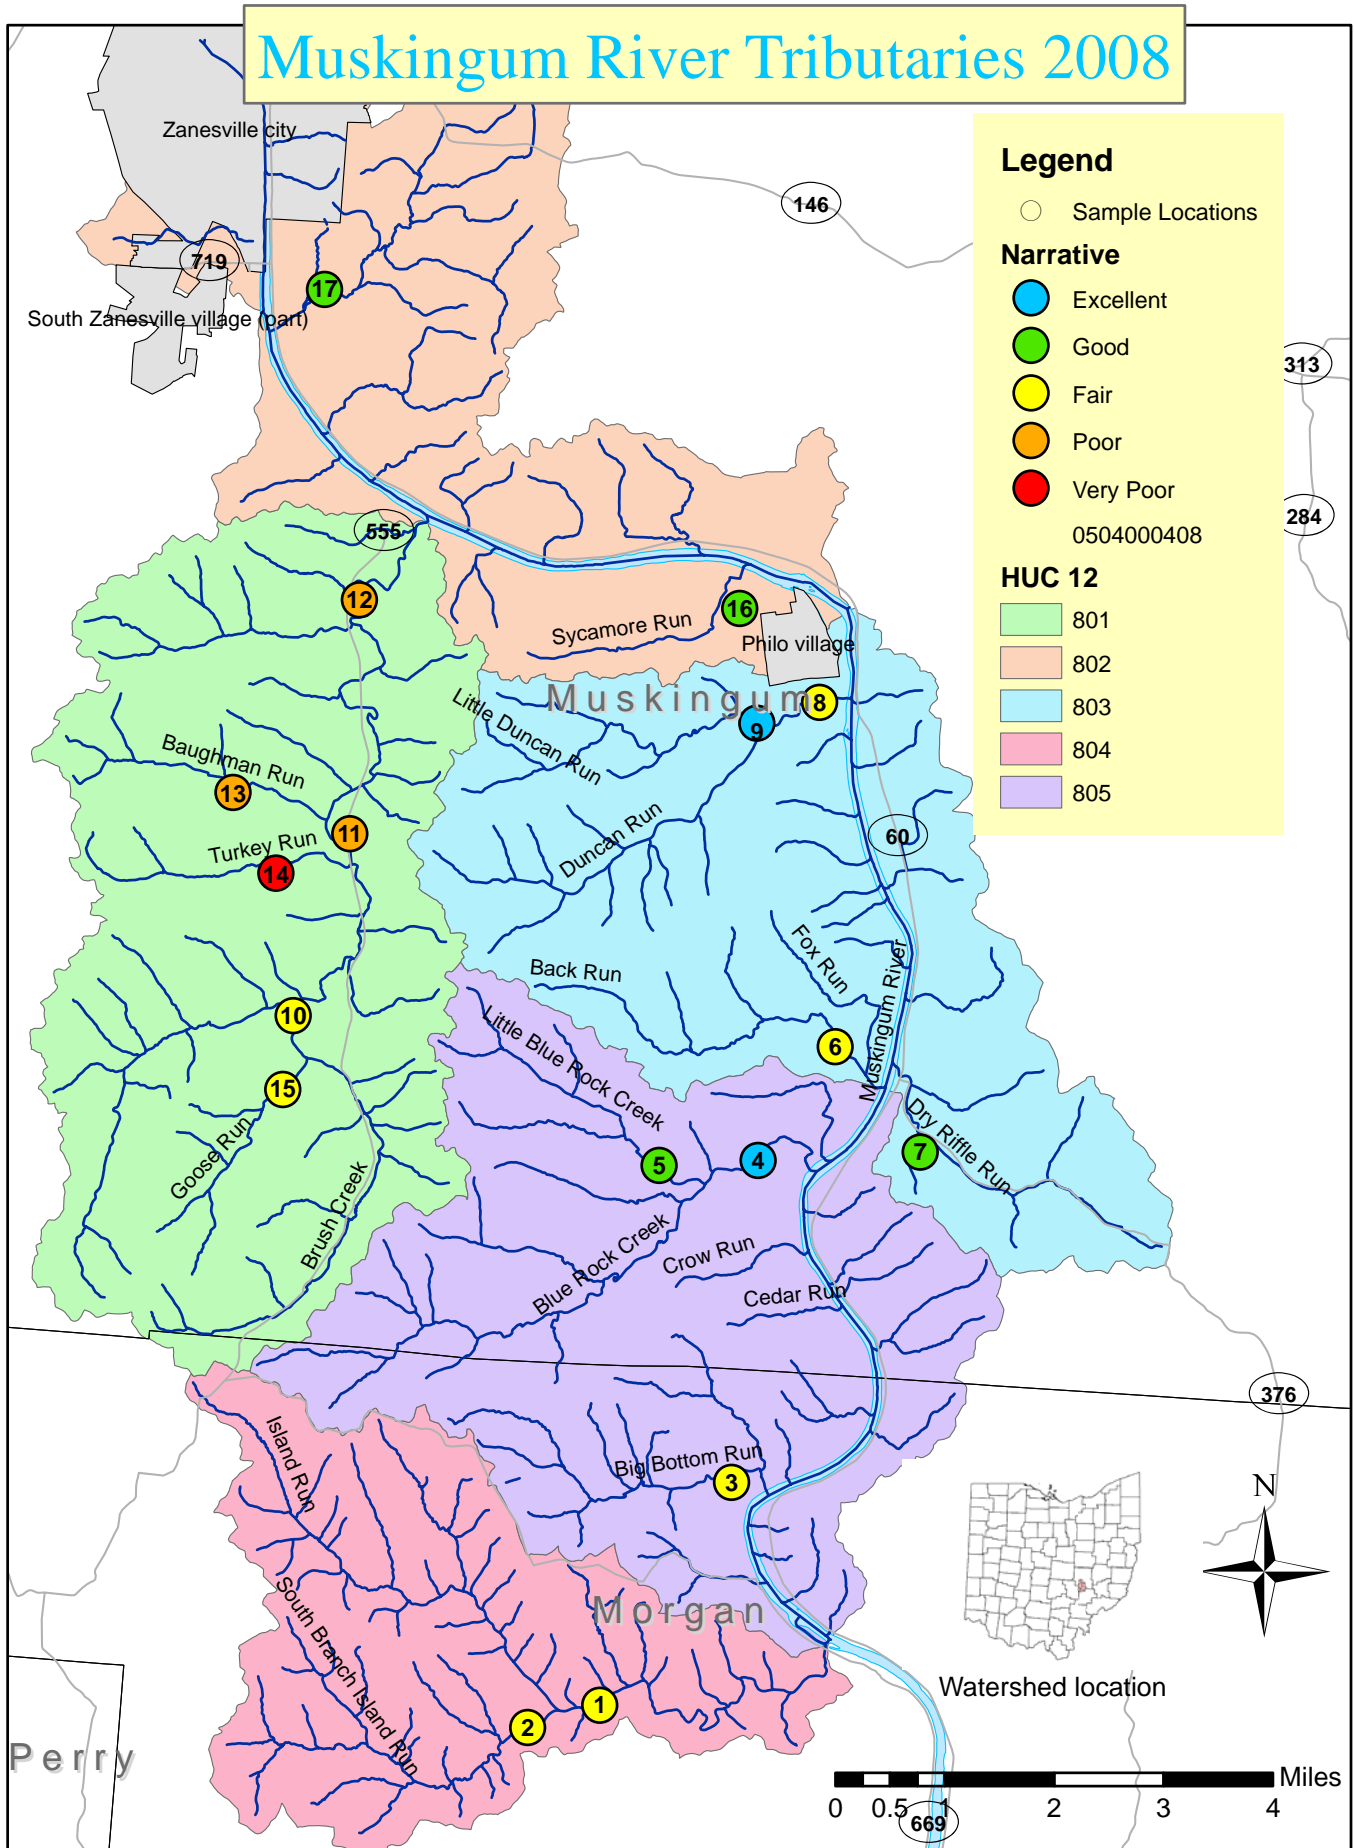 Muskingum River Tributaries 2008
Zanesville city
146
719
South Zanesville village (part)
17
Legend
Sample Locations
Narrative
Excellent
Good
Fair
Poor
Very Poor
0504000408
HUC 12
801
802
803
804
805
313
284
555
12
16
Sycamore Run
Philo village
Muskingum
8
9
Little Duncan Run
Baughman Run
13
11
Turkey Run
14
Duncan Run
60
Fox Run
Back Run
Muskingum River
10
6
Little Blue Rock Creek
15
Goose Run
Brush Creek
5
4
7
Dry Riffle Run
Blue Rock Creek
Crow Run
Cedar Run
376
Island Run
Big Bottom Run
3
N
South Branch Island Run
Morgan
Watershed location
1
2
Perry
Miles
0 0.5 1 2 3 4
669